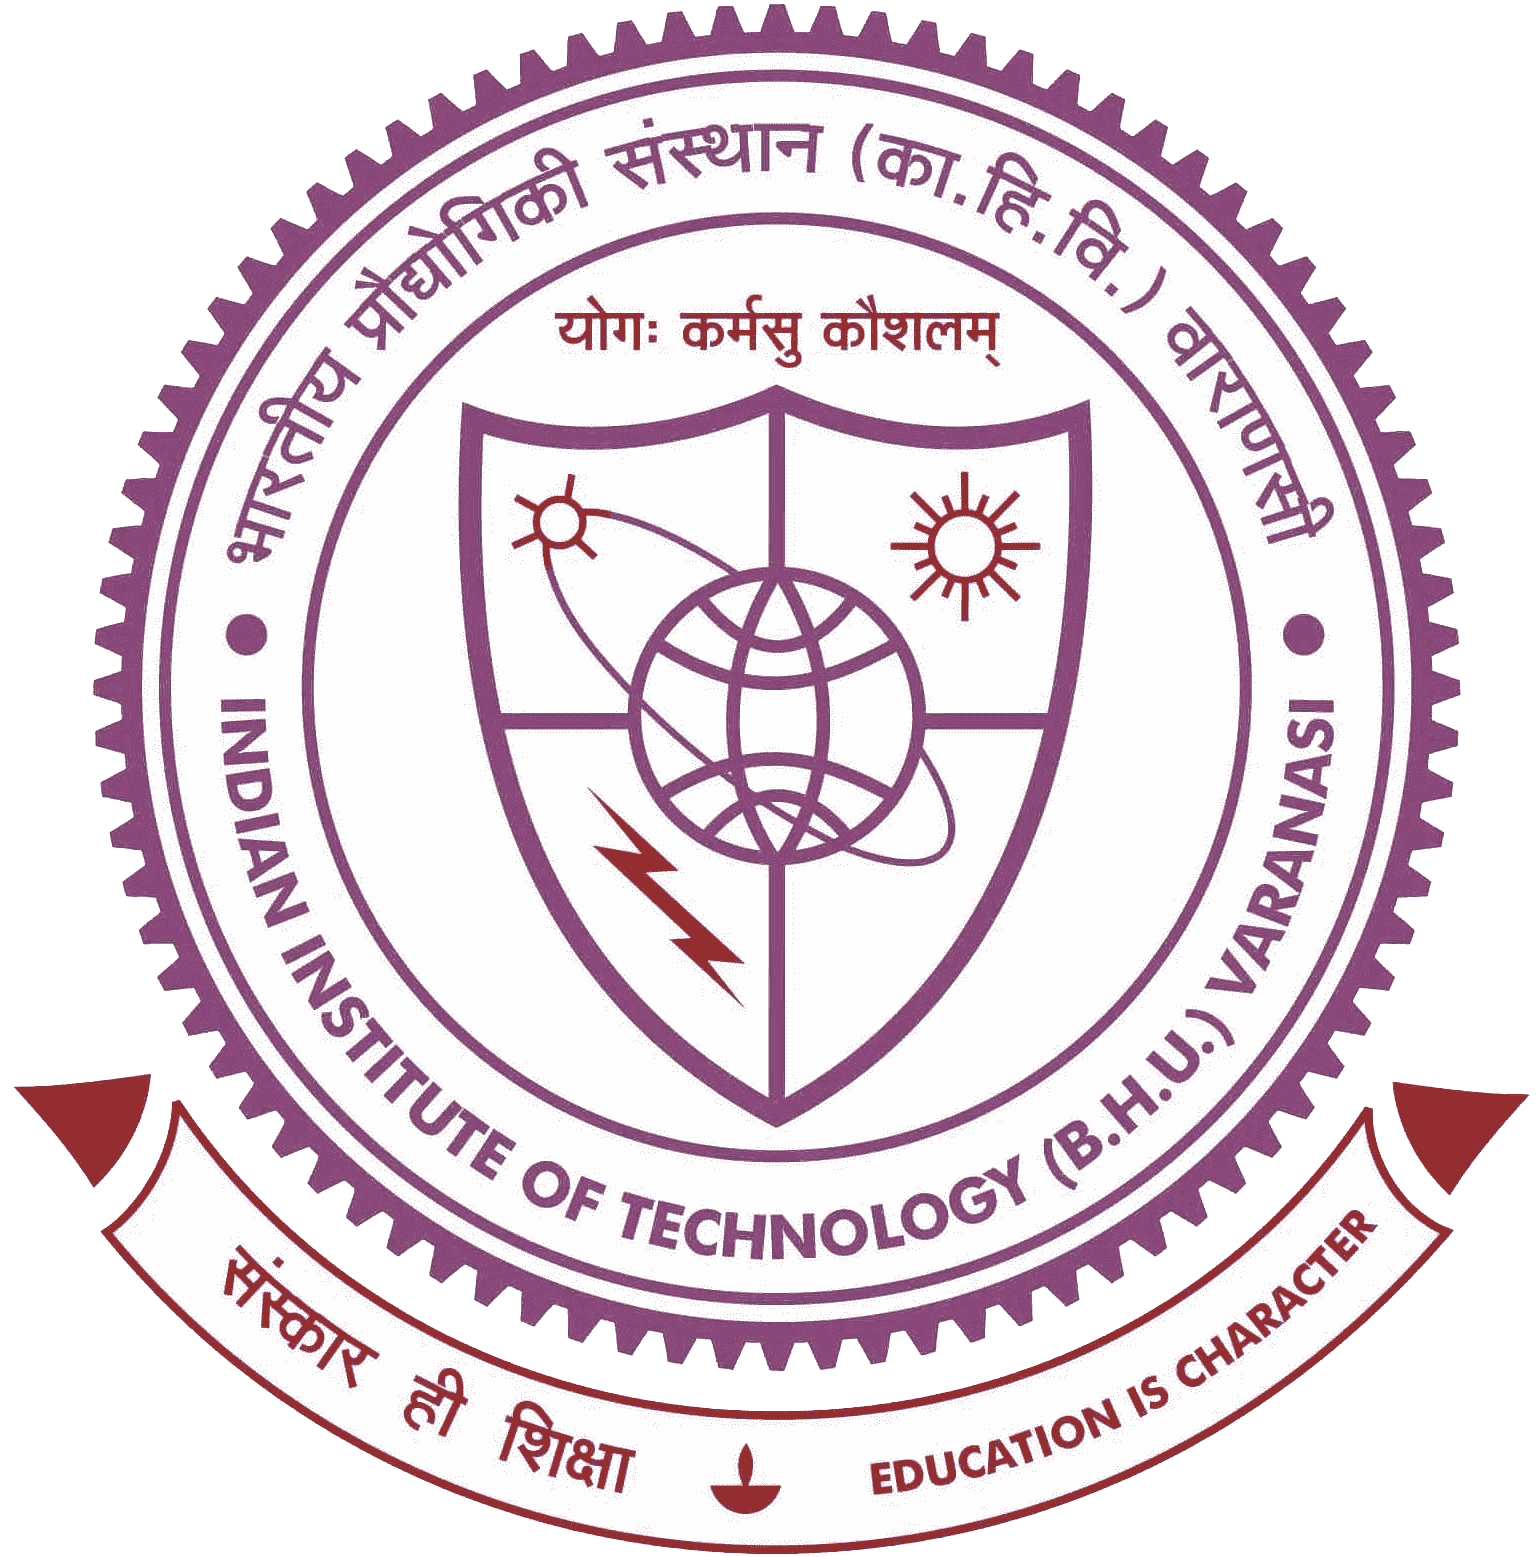 भारतीय प्रौद्योगिकी संस्थान (का.हि.वि.) वाराणसी
योगः कर्मसु कौशलम्
INDIAN INSTITUTE OF TECHNOLOGY (B.H.U.) VARANASI
संस्कार ही शिक्षा
EDUCATION IS CHARACTER